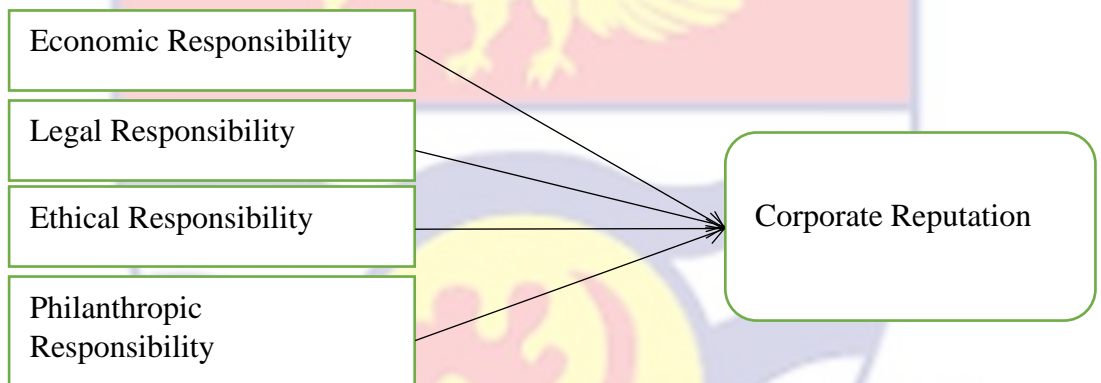 Economic Responsibility
Legal Responsibility
Ethical Responsibility
Philanthropic
Responsibility
Corporate Reputation